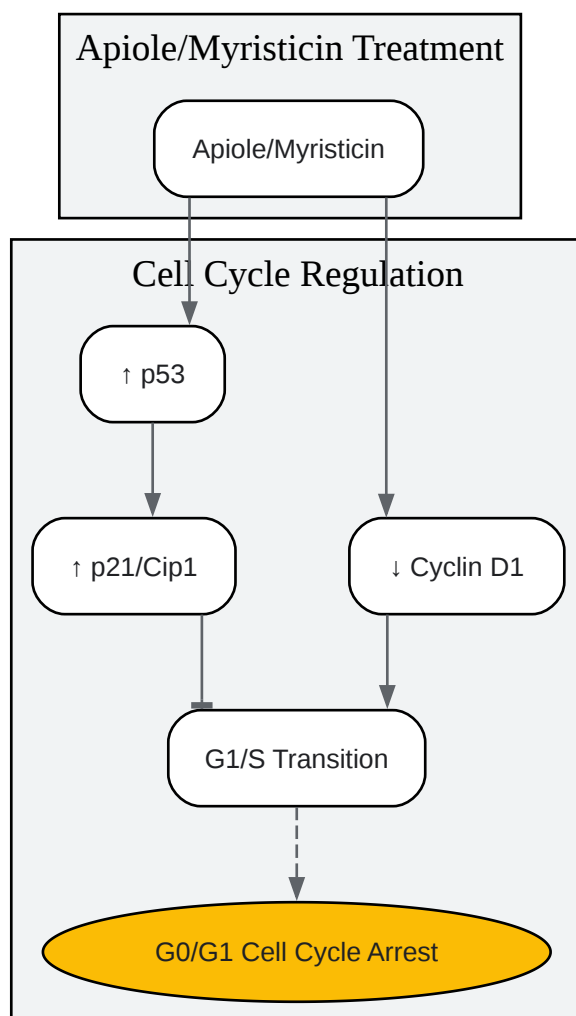 Apiole/Myristicin Treatment
Apiole/Myristicin
Cell Cycle Regulation
↑ p53
↑ p21/Cip1
↓ Cyclin D1
G1/S Transition
G0/G1 Cell Cycle Arrest